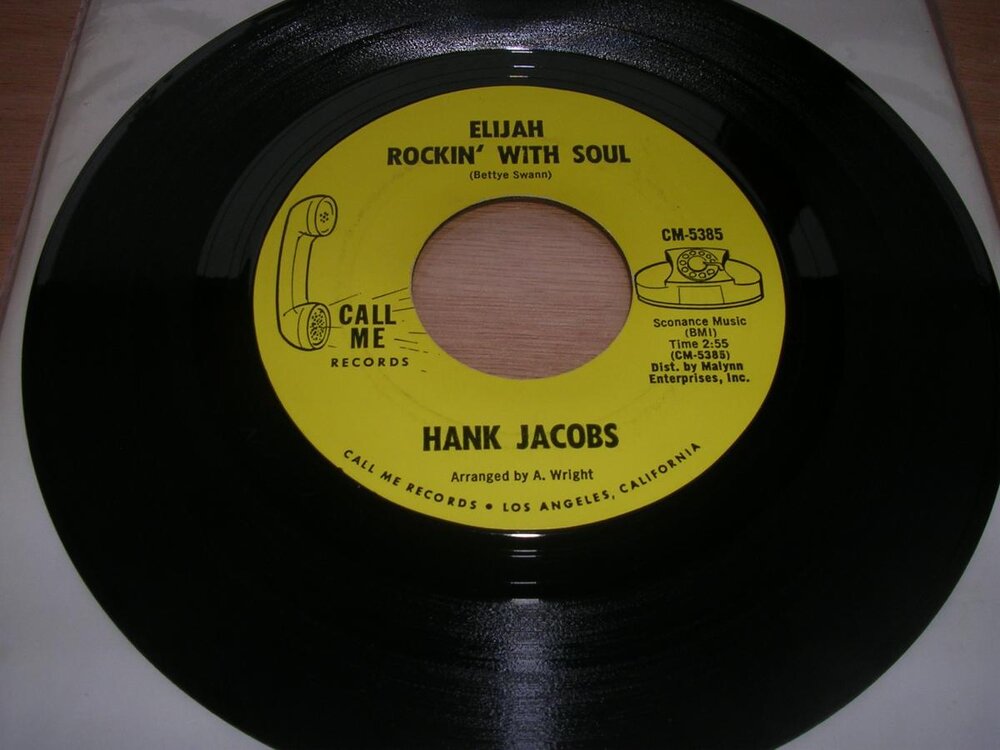 ELIJAH
ROCKIN' WITH SOUL
(Bettye Swann)
CM-5385
CALL
ME
RECORDS
Sconance Music
(BMI)
Time 2:55
(CM-5385)
Dist. by Malynn
Enterprises, Inc.
HANK JACOBS
Arranged by A. Wright
CALL ME RECORDS • LOS ANGELES, CALIFORNIA